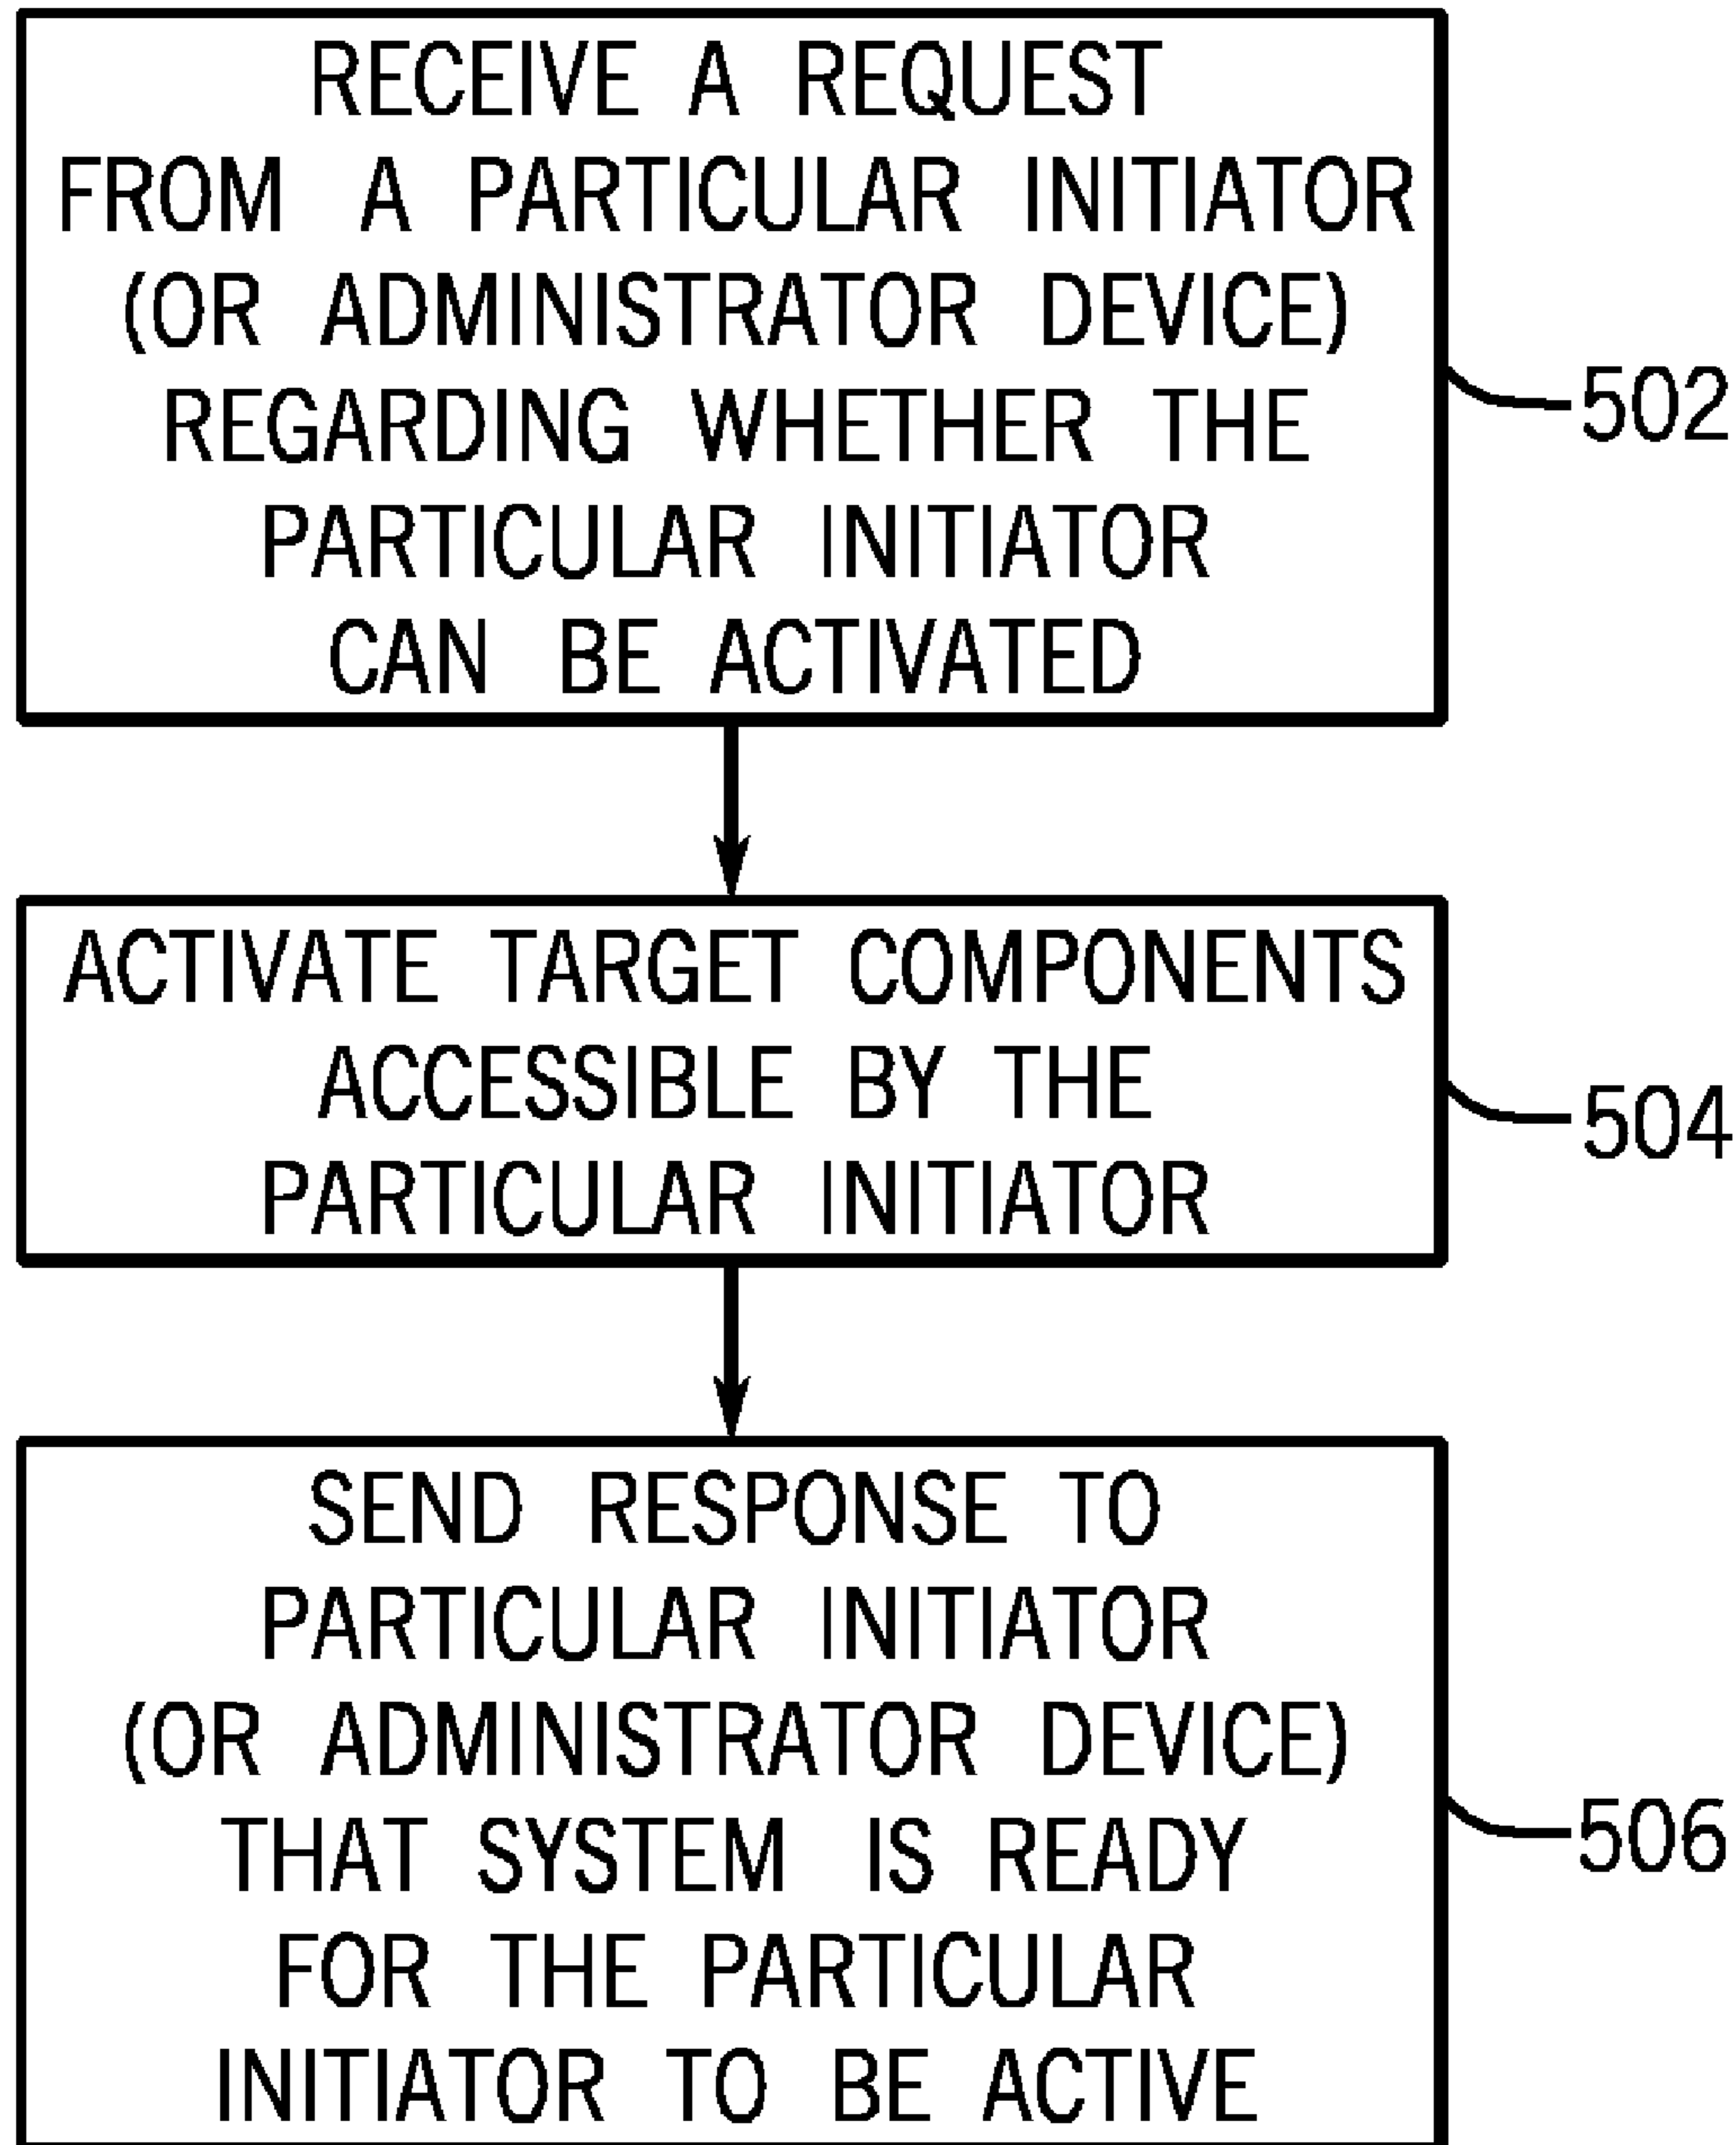 RECEIVE A REQUEST
FROM A PARTICULAR INITIATOR
(OR ADMINISTRATOR DEVICE)
REGARDING WHETHER THE
PARTICULAR INITIATOR
CAN BE ACTIVATED
502
ACTIVATE TARGET COMPONENTS
ACCESSIBLE BY THE
PARTICULAR INITIATOR
504
SEND RESPONSE TO
PARTICULAR INITIATOR
(OR ADMINISTRATOR DEVICE)
THAT SYSTEM IS READY
FOR THE PARTICULAR
INITIATOR TO BE ACTIVE
506